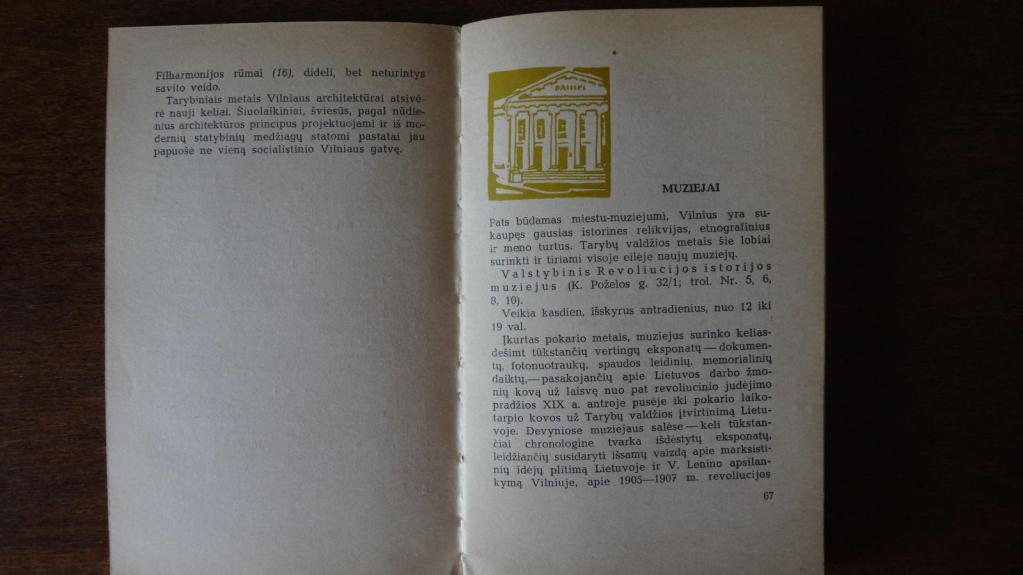 Filharmonijos rūmai (16), dideli, bet neturintys
savito veido.
Tarybiniais metais Vilniaus architektūrai atsivė-
rė nauji keliai. Šiuolaikiniai, šviesūs, pagal nūdie-
nius architektūros principus projektuojami ir iš mo-
dernių statybinių medžiagų statomi pastatai jau
papuošė ne vieną socialistinio Vilniaus gatvę.
MUZIEJAI
Pats būdamas miestu-muziejumi, Vilnius yra su-
kaupęs gausias istorines relikvijas, etnografinius
ir meno turtus. Tarybų valdžios metais šie lobiai
surinkti ir tiriami visoje eilėje naujų muziejų.
Valstybinis Revoliucijos istorijos
muziejus (K. Poželos g. 32/1; trol. Nr. 5, 6,
8, 10).
Veikia kasdien, išskyrus antradienius, nuo 12 iki
19 val.
Įkurtas pokario metais, muziejus surinko kelias-
dešimt tūkstančių vertingų eksponatų — dokumen-
tų, fotonuotraukų, spaudos leidinių, memorialinių
daiktų,— pasakojančių apie Lietuvos darbo žmo-
nių kovą už laisvę nuo pat revoliucinio judėjimo
pradžios XIX a. antroje pusėje iki pokario laiko-
tarpio kovos už Tarybų valdžios įtvirtinimą Lietu-
voje. Devyniose muziejaus salėse — keli tūkstan-
čiai chronologine tvarka išdėstytų eksponatų,
leidžiančių susidaryti išsamų vaizdą apie marksisti-
nių idėjų plitimą Lietuvoje ir V. Lenino apsilan-
kymą Vilniuje, apie 1905—1907 m. revoliucijos
67